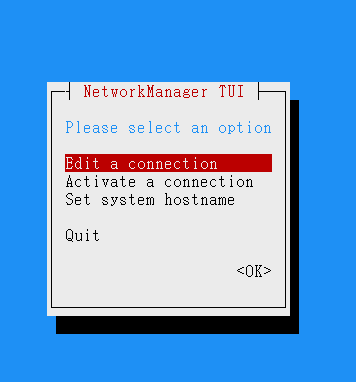 NetworkManager TUI
Please select an option
Edit a connection
Activate a connection
Set system hostname
Quit
<OK>